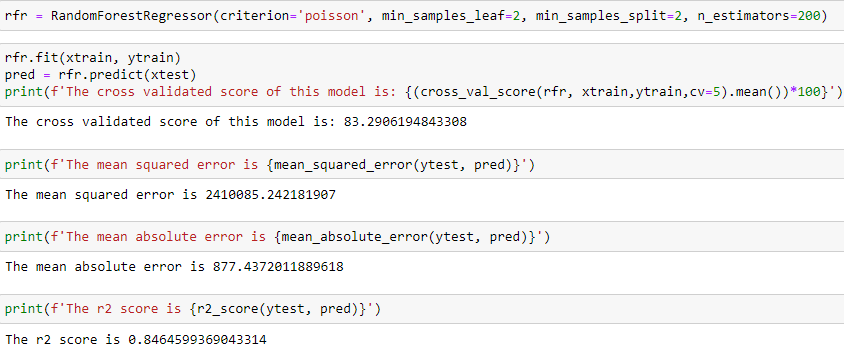 rfr = RandomForestRegressor(criterion='poisson', min_samples_leaf=2, min_samples_split=2, n_estimators=200)
rfr.fit(xtrain, ytrain)
pred = rfr.predict(xtest)
print(f'The cross validated score of this model is: {(cross_val_score(rfr, xtrain,ytrain,cv=5).mean())*100}')
The cross validated score of this model is: 83.2906194843308
print(f'The mean squared error is {mean_squared_error(ytest, pred)}')
The mean squared error is 2410085.242181907
print(f'The mean absolute error is {mean_absolute_error(ytest, pred)}')
The mean absolute error is 877.4372011889618
print(f'The r2 score is {r2_score(ytest, pred)}')
The r2 score is 0.8464599369043314